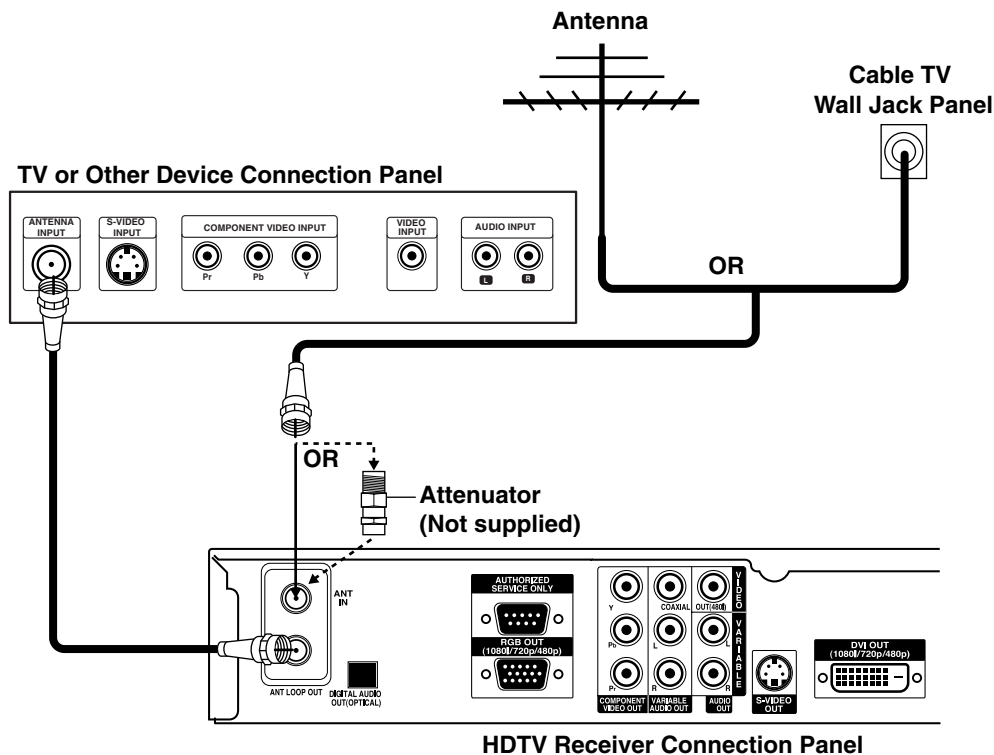 Antenna
Cable TV
Wall Jack Panel
TV or Other Device Connection Panel
ANTENNA
INPUT
S-VIDEO
INPUT
COMPONENT VIDEO INPUT
VIDEO
INPUT
AUDIO INPUT
Pr
Pb
Y
L
R
OR
OR
Attenuator
(Not supplied)
ANT
IN
ANT LOOP OUT
DIGITAL AUDIO
OUT(OPTICAL)
AUTHORIZED
SERVICE ONLY
RGB OUT
(1080I/720p/480p)
Y
COAXIAL
OUT(480I)
VIDEO
Pb
L
L
VARIABLE
Pr
R
R
COMPONENT
VIDEO OUT
VARIABLE
AUDIO OUT
AUDIO
OUT
S-VIDEO
OUT
DVI OUT
(1080I/720p/480p)
HDTV Receiver Connection Panel